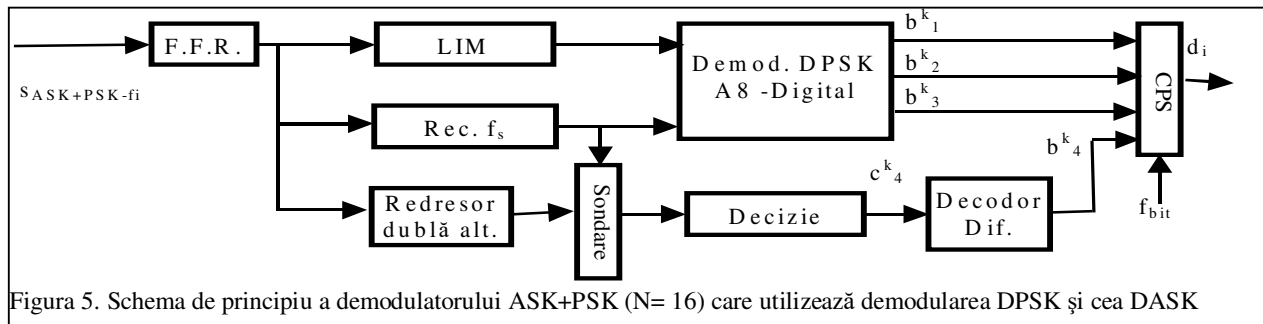 s_ASK+PSK-fi
F.F.R.
LIM
Rec. f_s
Redresor
dublă alt.
Sondare
Demod. DPSK
A8 -Digital
Decizie
c^k_4
Decodor
Dif.
b^k_1
b^k_2
b^k_3
b^k_4
CPS
d_i
f_bit
Figura 5. Schema de principiu a demodulatorului ASK+PSK (N= 16) care utilizează demodularea DPSK şi cea DASK